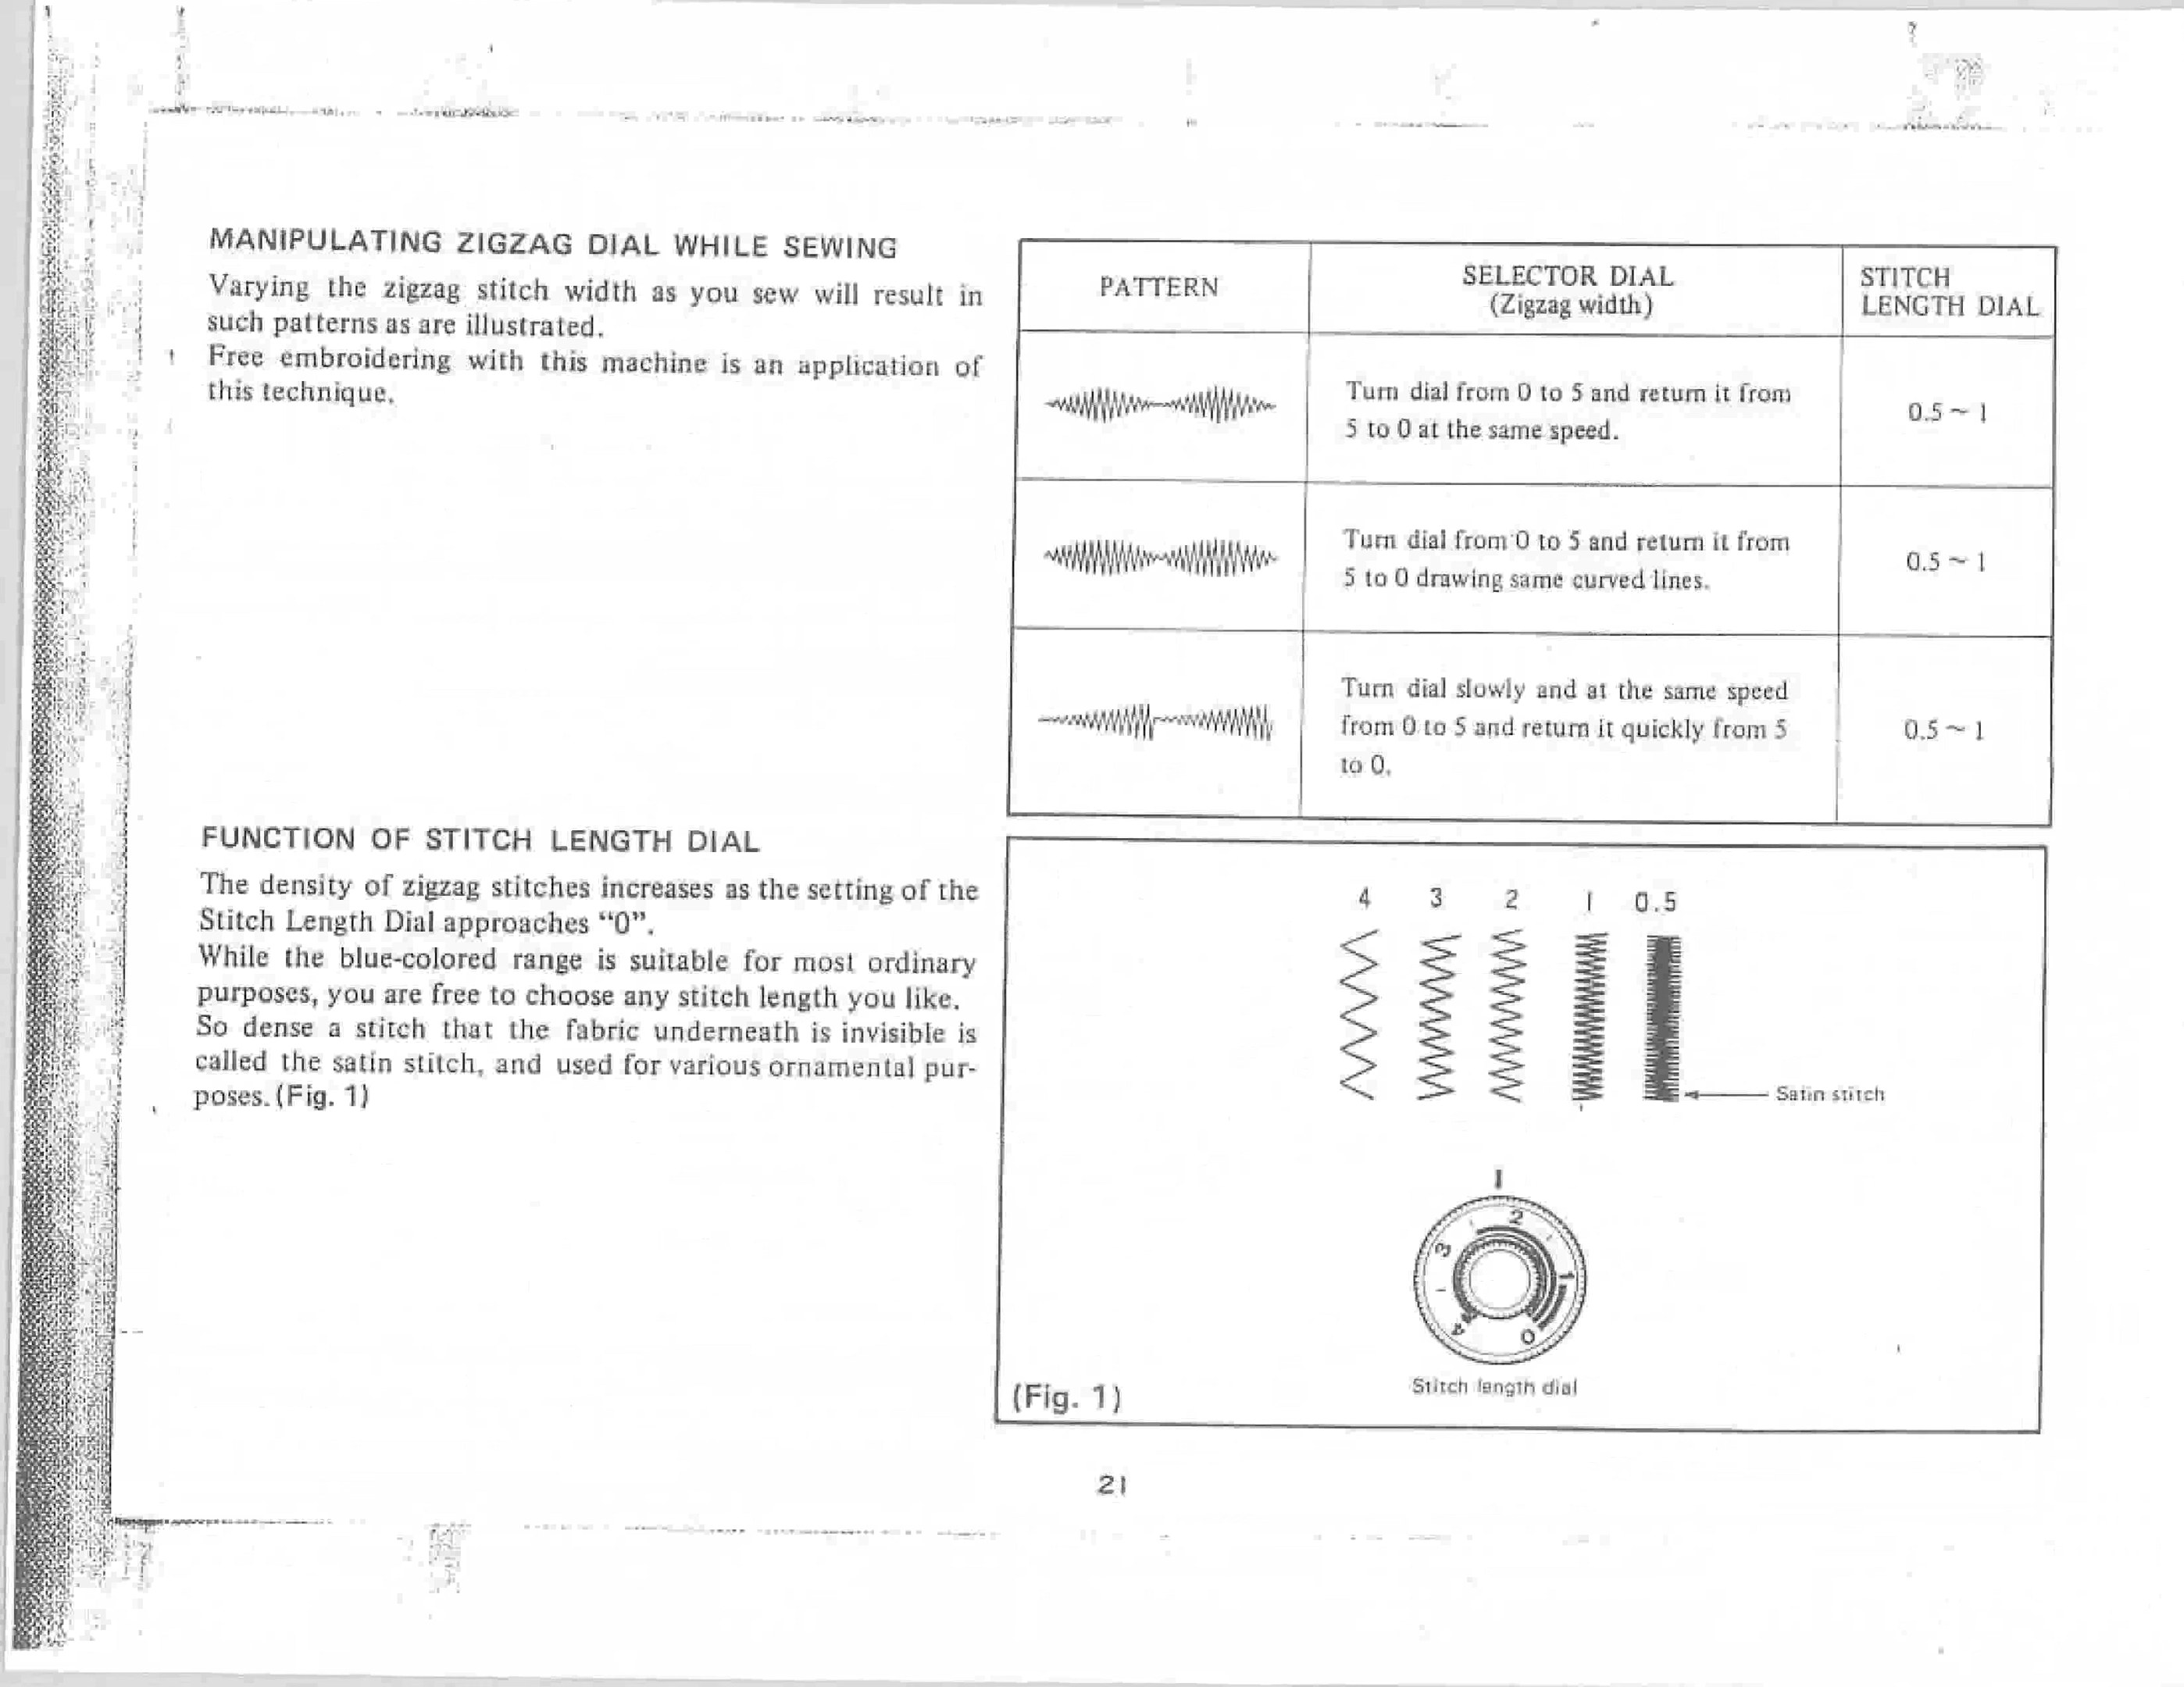 MANIPULATING ZIGZAG DIAL WHILE SEWING
Varying the zigzag stitch width as you sew will result in
such patterns as are illustrated.
Free embroidering with this machine is an application of
this technique.
PATTERN
SELECTOR DIAL
(Zigzag width)
STITCH
LENGTH DIAL
Turn dial from 0 to 5 and return it from
5 to 0 at the same speed.
0.5 ~ 1
Turn dial from 0 to 5 and return it from
5 to 0 drawing same curved lines.
0.5 ~ 1
Turn dial slowly and at the same speed
from 0 to 5 and return it quickly from 5
to 0.
0.5 ~ 1
FUNCTION OF STITCH LENGTH DIAL
The density of zigzag stitches increases as the setting of the
Stitch Length Dial approaches “0”.
While the blue-colored range is suitable for most ordinary
purposes, you are free to choose any stitch length you like.
So dense a stitch that the fabric underneath is invisible is
called the satin stitch, and used for various ornamental pur-
poses. (Fig. 1)
4 3 2 1 0.5
Satin stitch
2
3
1
4
0
Stitch length dial
(Fig. 1)
21